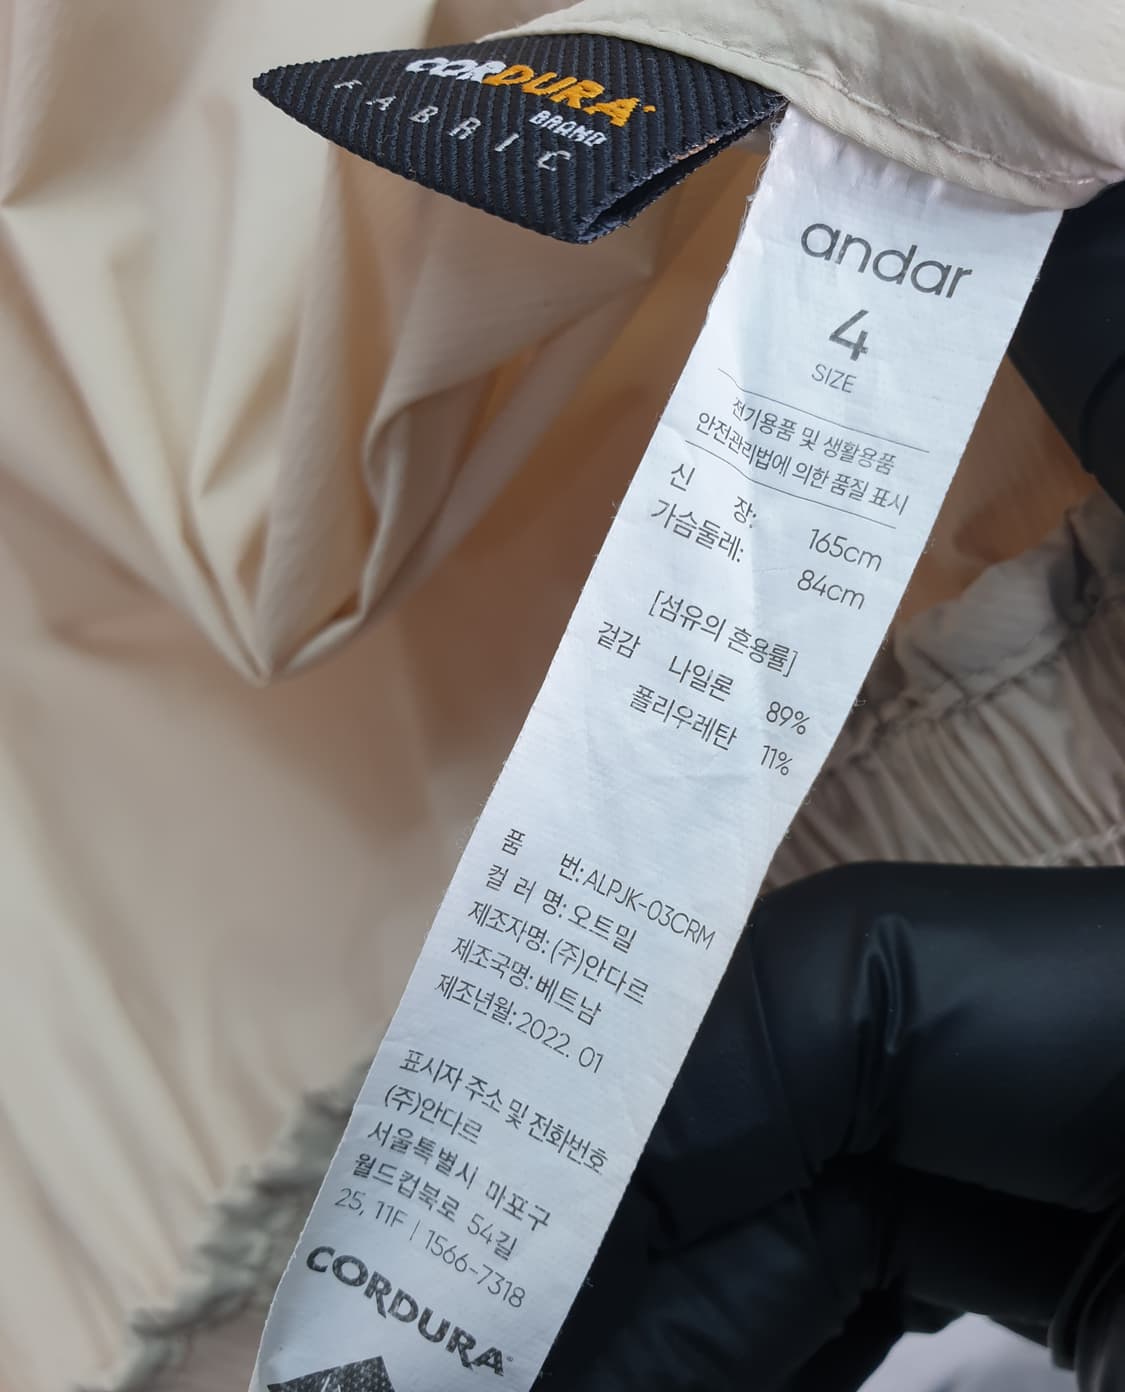 CORDURA
BRAND
FABRIC
andar
4
SIZE
전기용품 및 생활용품
안전관리법에 의한 품질 표시
신 장: 165cm
가슴둘레: 84cm
[섬유의 혼용률]
겉감 나일론 89%
폴리우레탄 11%
품 번: ALPJK-03CRM
컬 러 명: 오트밀
제조자명: (주)안다르
제조국명: 베트남
제조년월: 2022. 01
표시자 주소 및 전화번호
(주)안다르
서울특별시 마포구
월드컵북로 54길
25, 11F | 1566-7318
CORDURA